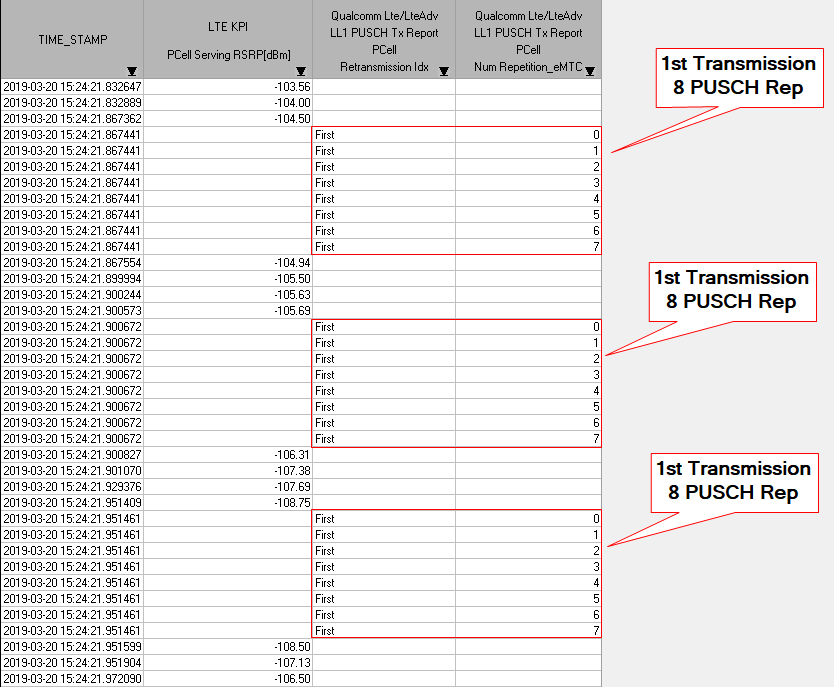 TIME_STAMP
LTE KPI
PCell Serving RSRP[dBm]
Qualcomm Lte/LteAdv
LL1 PUSCH Tx Report
PCell
Retransmission Idx
Qualcomm Lte/LteAdv
LL1 PUSCH Tx Report
PCell
Num Repetition_eMTC
2019-03-20 15:24:21.832647 -103.56
2019-03-20 15:24:21.832889 -104.00
2019-03-20 15:24:21.867362 -104.50
2019-03-20 15:24:21.867441 First 0
2019-03-20 15:24:21.867441 First 1
2019-03-20 15:24:21.867441 First 2
2019-03-20 15:24:21.867441 First 3
2019-03-20 15:24:21.867441 First 4
2019-03-20 15:24:21.867441 First 5
2019-03-20 15:24:21.867441 First 6
2019-03-20 15:24:21.867441 First 7
2019-03-20 15:24:21.867554 -104.94
2019-03-20 15:24:21.899994 -105.50
2019-03-20 15:24:21.900244 -105.63
2019-03-20 15:24:21.900573 -105.69
2019-03-20 15:24:21.900672 First 0
2019-03-20 15:24:21.900672 First 1
2019-03-20 15:24:21.900672 First 2
2019-03-20 15:24:21.900672 First 3
2019-03-20 15:24:21.900672 First 4
2019-03-20 15:24:21.900672 First 5
2019-03-20 15:24:21.900672 First 6
2019-03-20 15:24:21.900672 First 7
2019-03-20 15:24:21.900827 -106.31
2019-03-20 15:24:21.901070 -107.38
2019-03-20 15:24:21.929376 -107.69
2019-03-20 15:24:21.951409 -108.75
2019-03-20 15:24:21.951461 First 0
2019-03-20 15:24:21.951461 First 1
2019-03-20 15:24:21.951461 First 2
2019-03-20 15:24:21.951461 First 3
2019-03-20 15:24:21.951461 First 4
2019-03-20 15:24:21.951461 First 5
2019-03-20 15:24:21.951461 First 6
2019-03-20 15:24:21.951461 First 7
2019-03-20 15:24:21.951599 -108.50
2019-03-20 15:24:21.951904 -107.13
2019-03-20 15:24:21.972090 -106.50
1st Transmission
8 PUSCH Rep
1st Transmission
8 PUSCH Rep
1st Transmission
8 PUSCH Rep